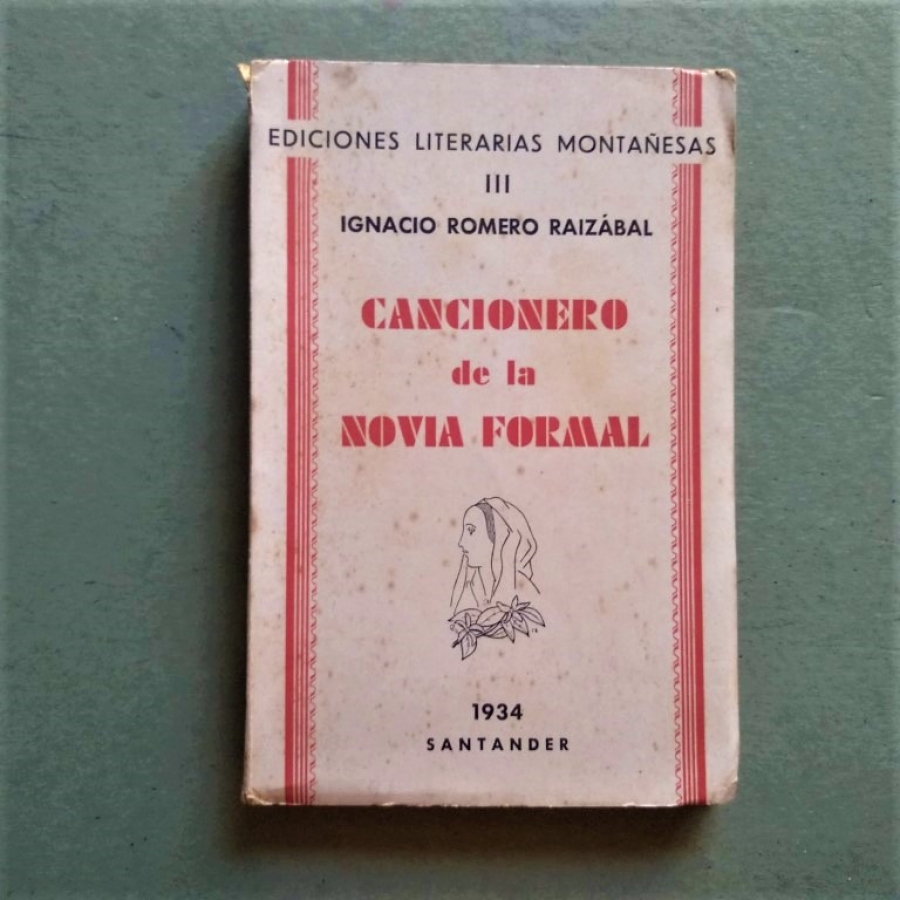 EDICIONES LITERARIAS MONTAÑESAS
III
IGNACIO ROMERO RAIZÁBAL
CANCIONERO
de la
NOVIA FORMAL
1934
SANTANDER